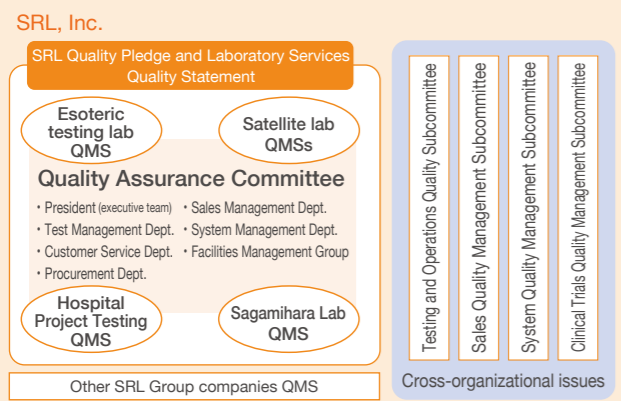 SRL, Inc.
SRL Quality Pledge and Laboratory Services
Quality Statement
Esoteric
testing lab
QMS
Satellite lab
QMSs
Quality Assurance Committee
・President (executive team)
・Sales Management Dept.
・Test Management Dept.
・System Management Dept.
・Customer Service Dept.
・Facilities Management Group
・Procurement Dept.
Hospital
Project Testing
QMS
Sagamihara Lab
QMS
Other SRL Group companies QMS
Testing and Operations Quality Subcommittee
Sales Quality Management Subcommittee
System Quality Management Subcommittee
Clinical Trials Quality Management Subcommittee
Cross-organizational issues